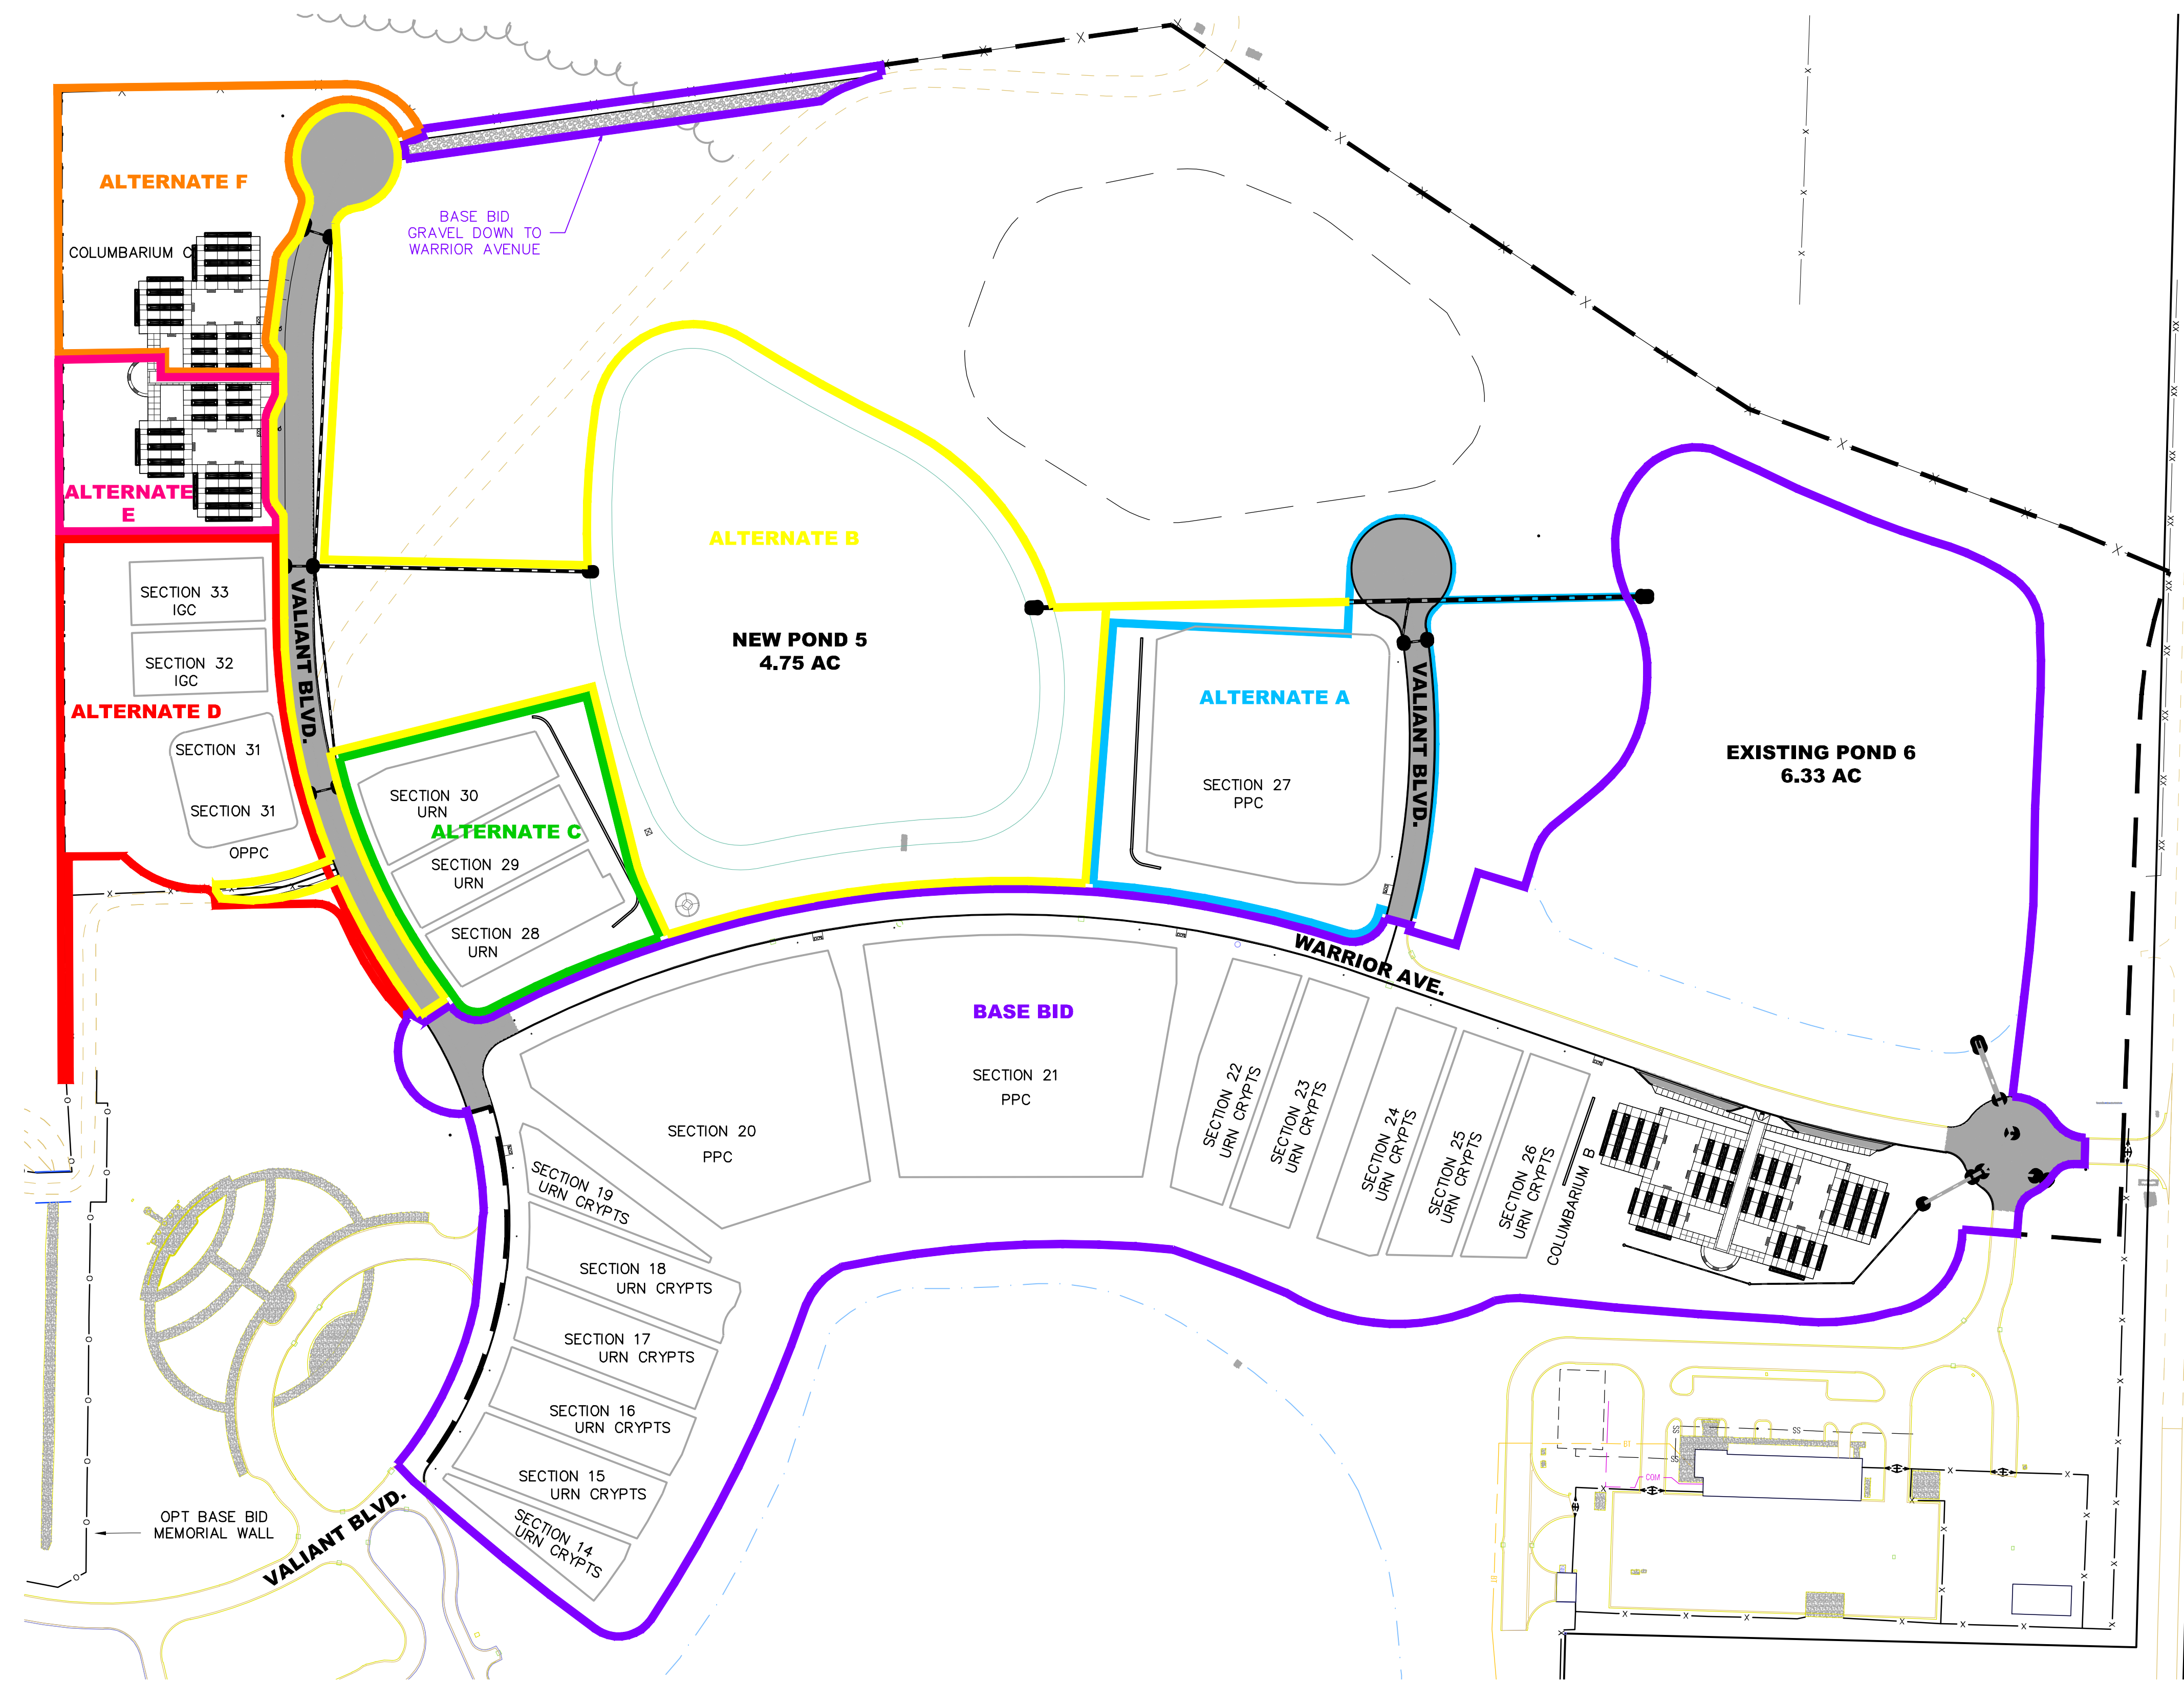 ALTERNATE F
COLUMBARIUM C
BASE BID
GRAVEL DOWN TO
WARRIOR AVENUE
ALTERNATE
E
ALTERNATE B
SECTION 33
IGC
SECTION 32
IGC
VALIANT BLVD.
ALTERNATE D
SECTION 31
SECTION 31
OPPC
NEW POND 5
4.75 AC
ALTERNATE A
SECTION 27
PPC
VALIANT BLVD.
EXISTING POND 6
6.33 AC
SECTION 30
URN
ALTERNATE C
SECTION 29
URN
SECTION 28
URN
WARRIOR AVE.
BASE BID
SECTION 21
PPC
SECTION 20
PPC
SECTION 22
URN CRYPTS
SECTION 23
URN CRYPTS
SECTION 24
URN CRYPTS
SECTION 25
URN CRYPTS
SECTION 26
URN CRYPTS
COLUMBARIUM B
SECTION 19
URN CRYPTS
SECTION 18
URN CRYPTS
SECTION 17
URN CRYPTS
SECTION 16
URN CRYPTS
SECTION 15
URN CRYPTS
SECTION 14
URN CRYPTS
OPT BASE BID
MEMORIAL WALL
VALIANT BLVD.
SS
SS
SS
COM